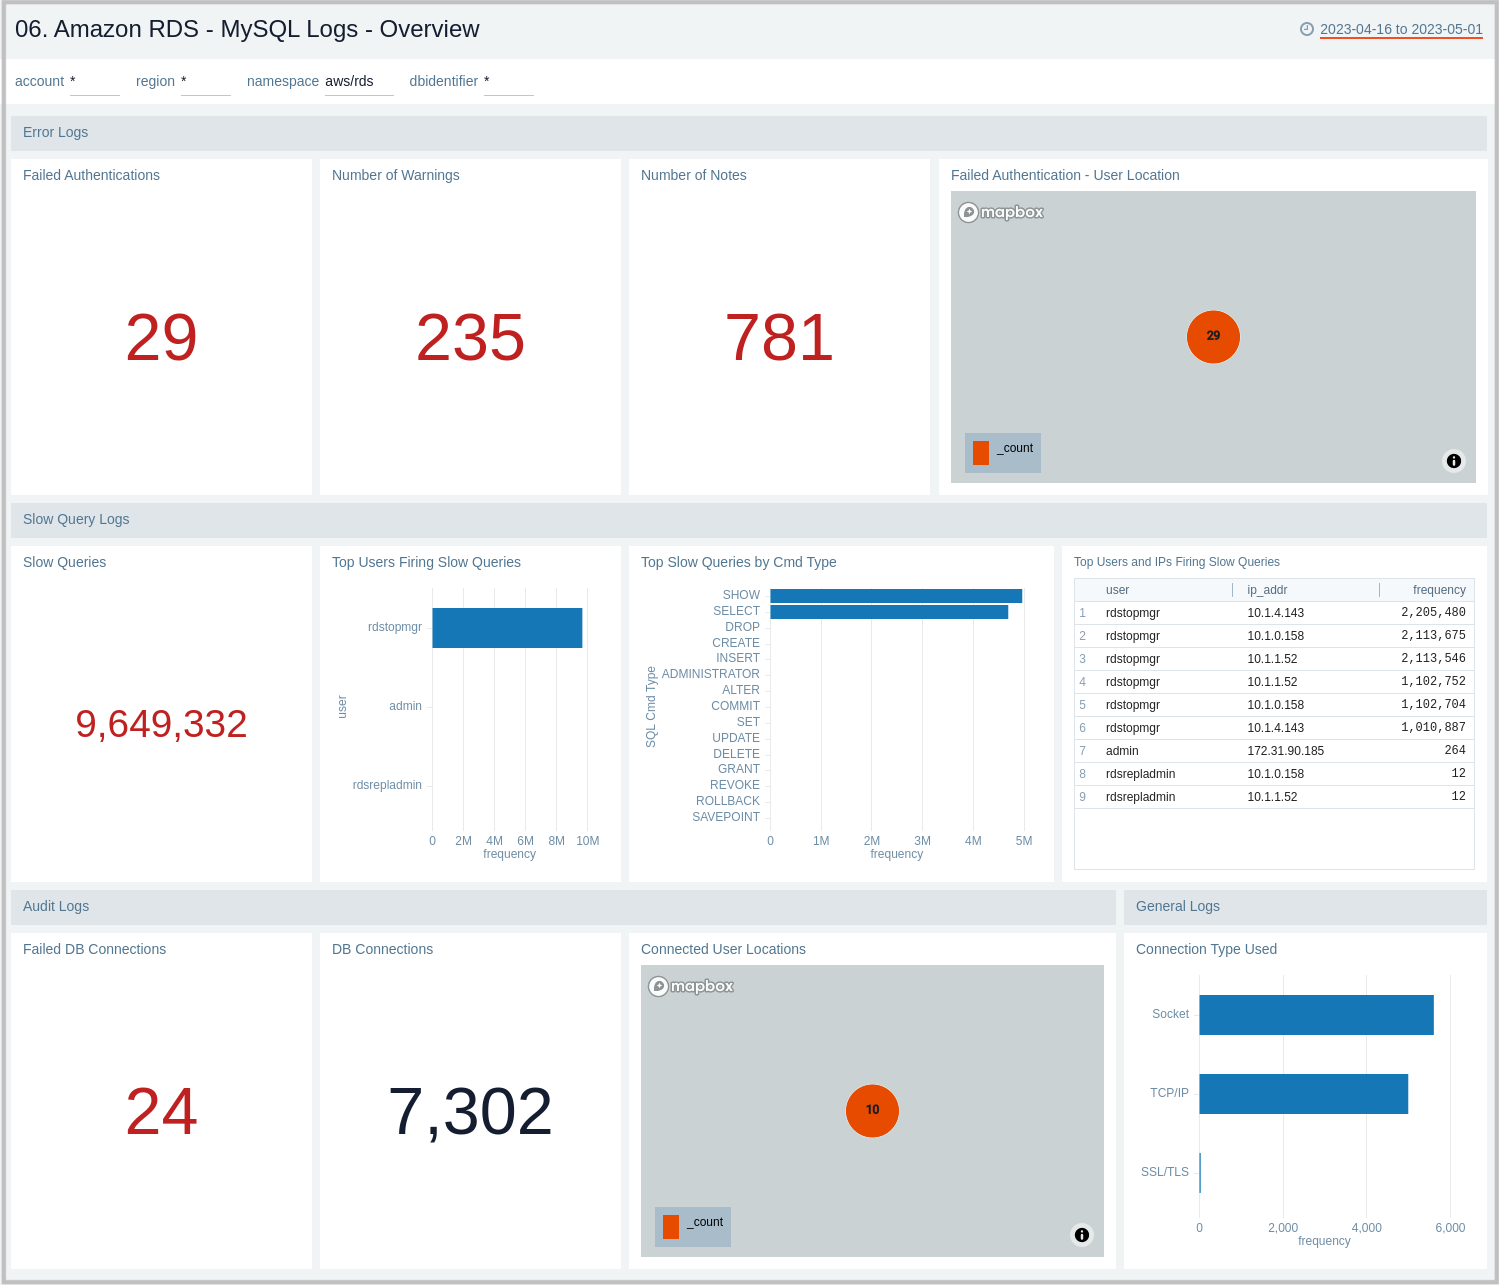 06. Amazon RDS - MySQL Logs - Overview
2023-04-16 to 2023-05-01
account * region * namespace aws/rds dbidentifier *
Error Logs
Failed Authentications
29
Number of Warnings
235
Number of Notes
781
Failed Authentication - User Location
mapbox
29
_count
Slow Query Logs
Slow Queries
9,649,332
Top Users Firing Slow Queries
user
rdstopmgr
admin
rdsrepladmin
0 2M 4M 6M 8M 10M
frequency
Top Slow Queries by Cmd Type
SQL Cmd Type
SHOW
SELECT
DROP
CREATE
INSERT
ADMINISTRATOR
ALTER
COMMIT
SET
UPDATE
DELETE
GRANT
REVOKE
ROLLBACK
SAVEPOINT
0 1M 2M 3M 4M 5M
frequency
Top Users and IPs Firing Slow Queries
user ip_addr frequency
1 rdstopmgr 10.1.4.143 2,205,480
2 rdstopmgr 10.1.0.158 2,113,675
3 rdstopmgr 10.1.1.52 2,113,546
4 rdstopmgr 10.1.1.52 1,102,752
5 rdstopmgr 10.1.0.158 1,102,704
6 rdstopmgr 10.1.4.143 1,010,887
7 admin 172.31.90.185 264
8 rdsrepladmin 10.1.0.158 12
9 rdsrepladmin 10.1.1.52 12
Audit Logs
Failed DB Connections
24
DB Connections
7,302
Connected User Locations
mapbox
10
_count
General Logs
Connection Type Used
Socket
TCP/IP
SSL/TLS
0 2,000 4,000 6,000
frequency